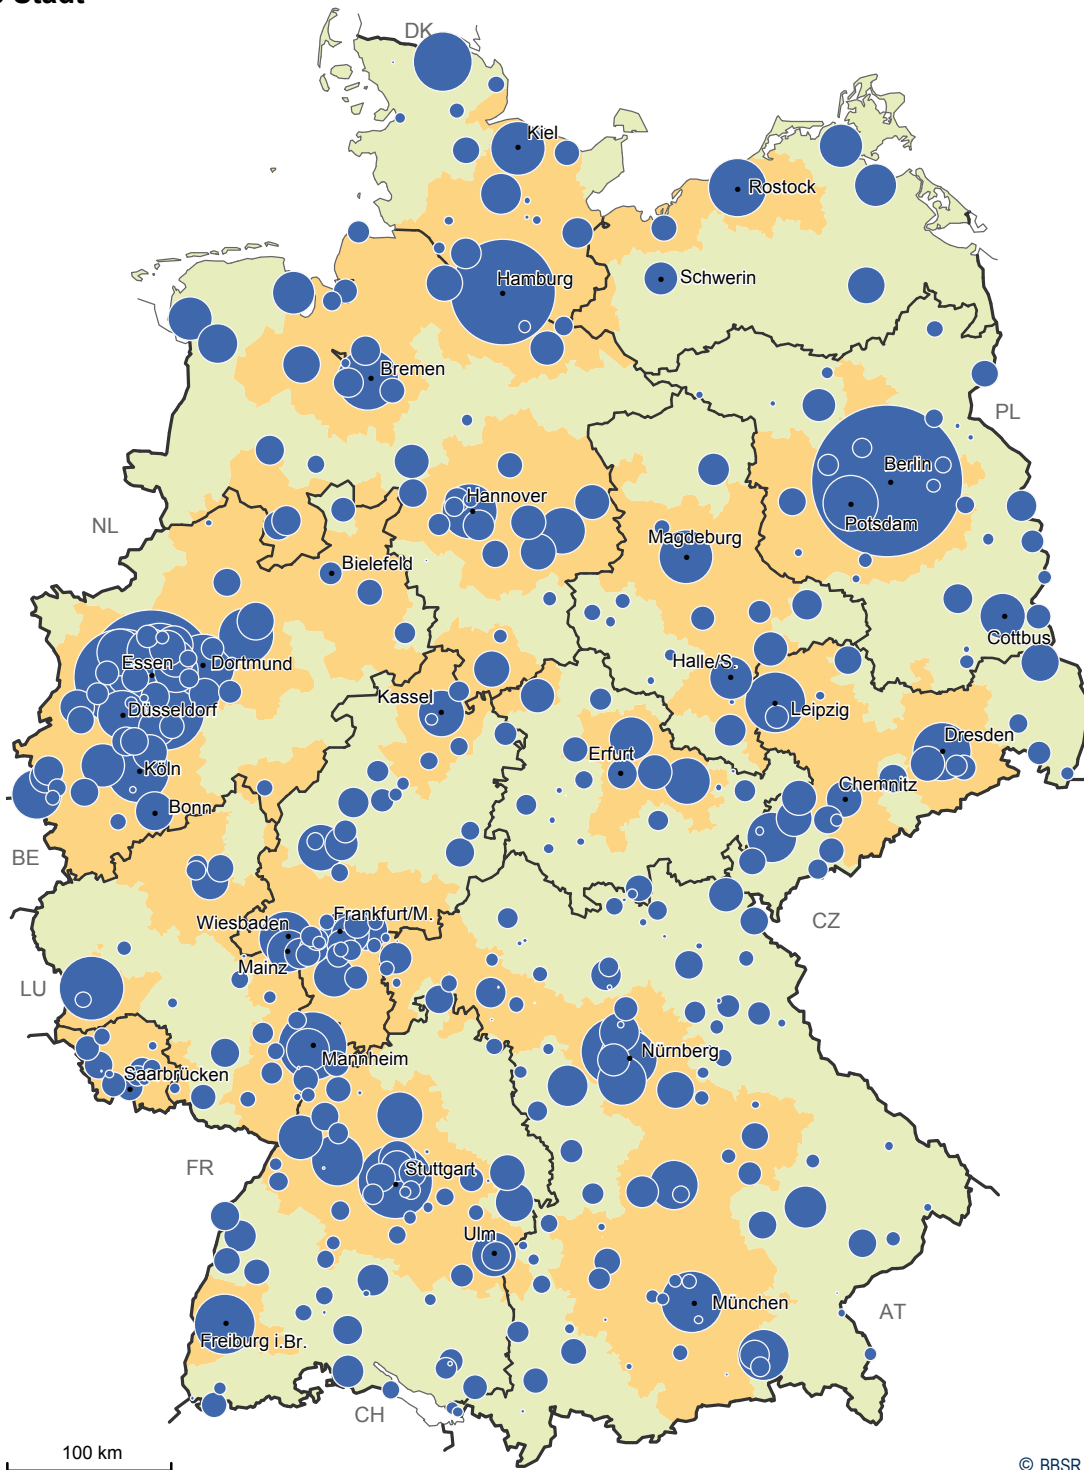 Stadt
DK
Kiel
Rostock
Hamburg
Schwerin
Bremen
PL
Berlin
Hannover
Potsdam
NL
Magdeburg
Bielefeld
Cottbus
Essen
Dortmund
Halle/S.
Kassel
Düsseldorf
Leipzig
Dresden
Erfurt
Köln
Chemnitz
Bonn
BE
Wiesbaden
Frankfurt/M.
CZ
Mainz
LU
Nürnberg
Mannheim
Saarbrücken
FR
Stuttgart
Ulm
München
AT
Freiburg i.Br.
CH
100 km
© BBSR